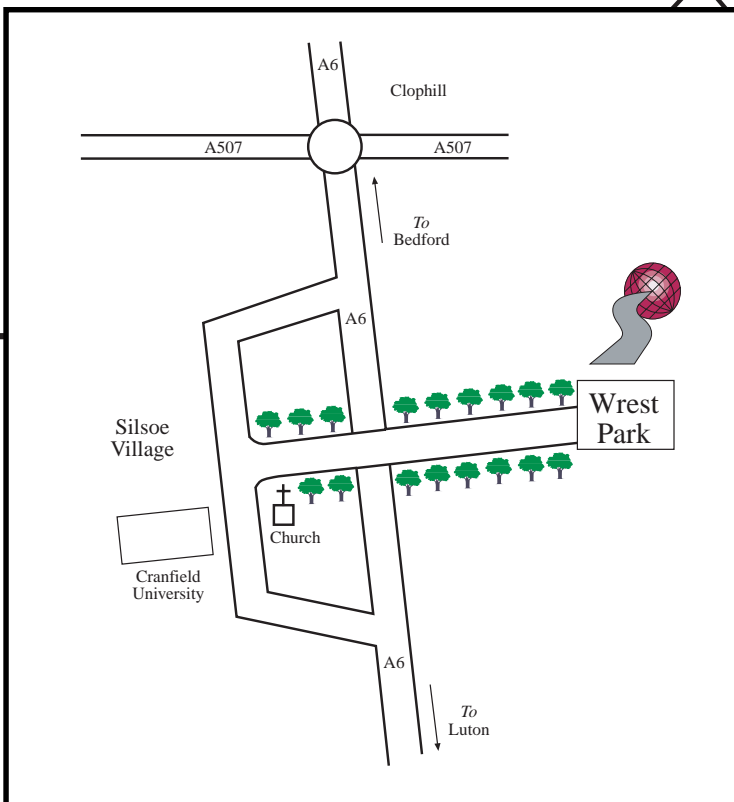 A6
Clophill
A507
A507
To
Bedford
A6
Wrest
Park
Silsoe
Village
Church
Cranfield
University
A6
To
Luton